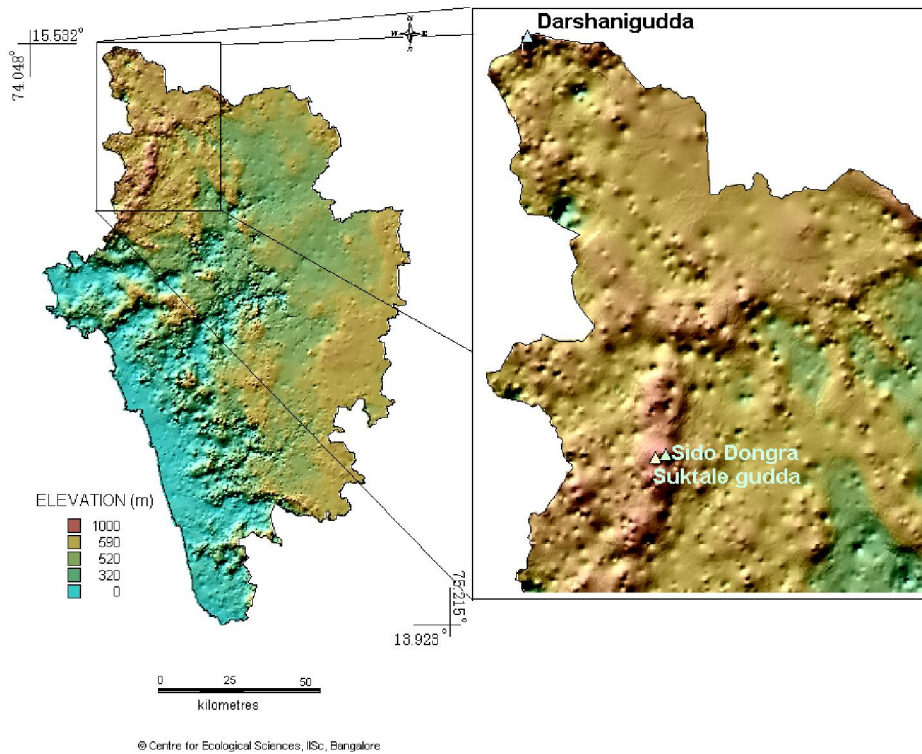 Darshanigudda
15.532°
74.048°
N
W E
S
Sido Dongra
Suktale gudda
ELEVATION (m)
1000
590
520
320
0
75.215°
13.928°
0 25 50
kilometres
© Centre for Ecological Sciences, IISc, Bangalore